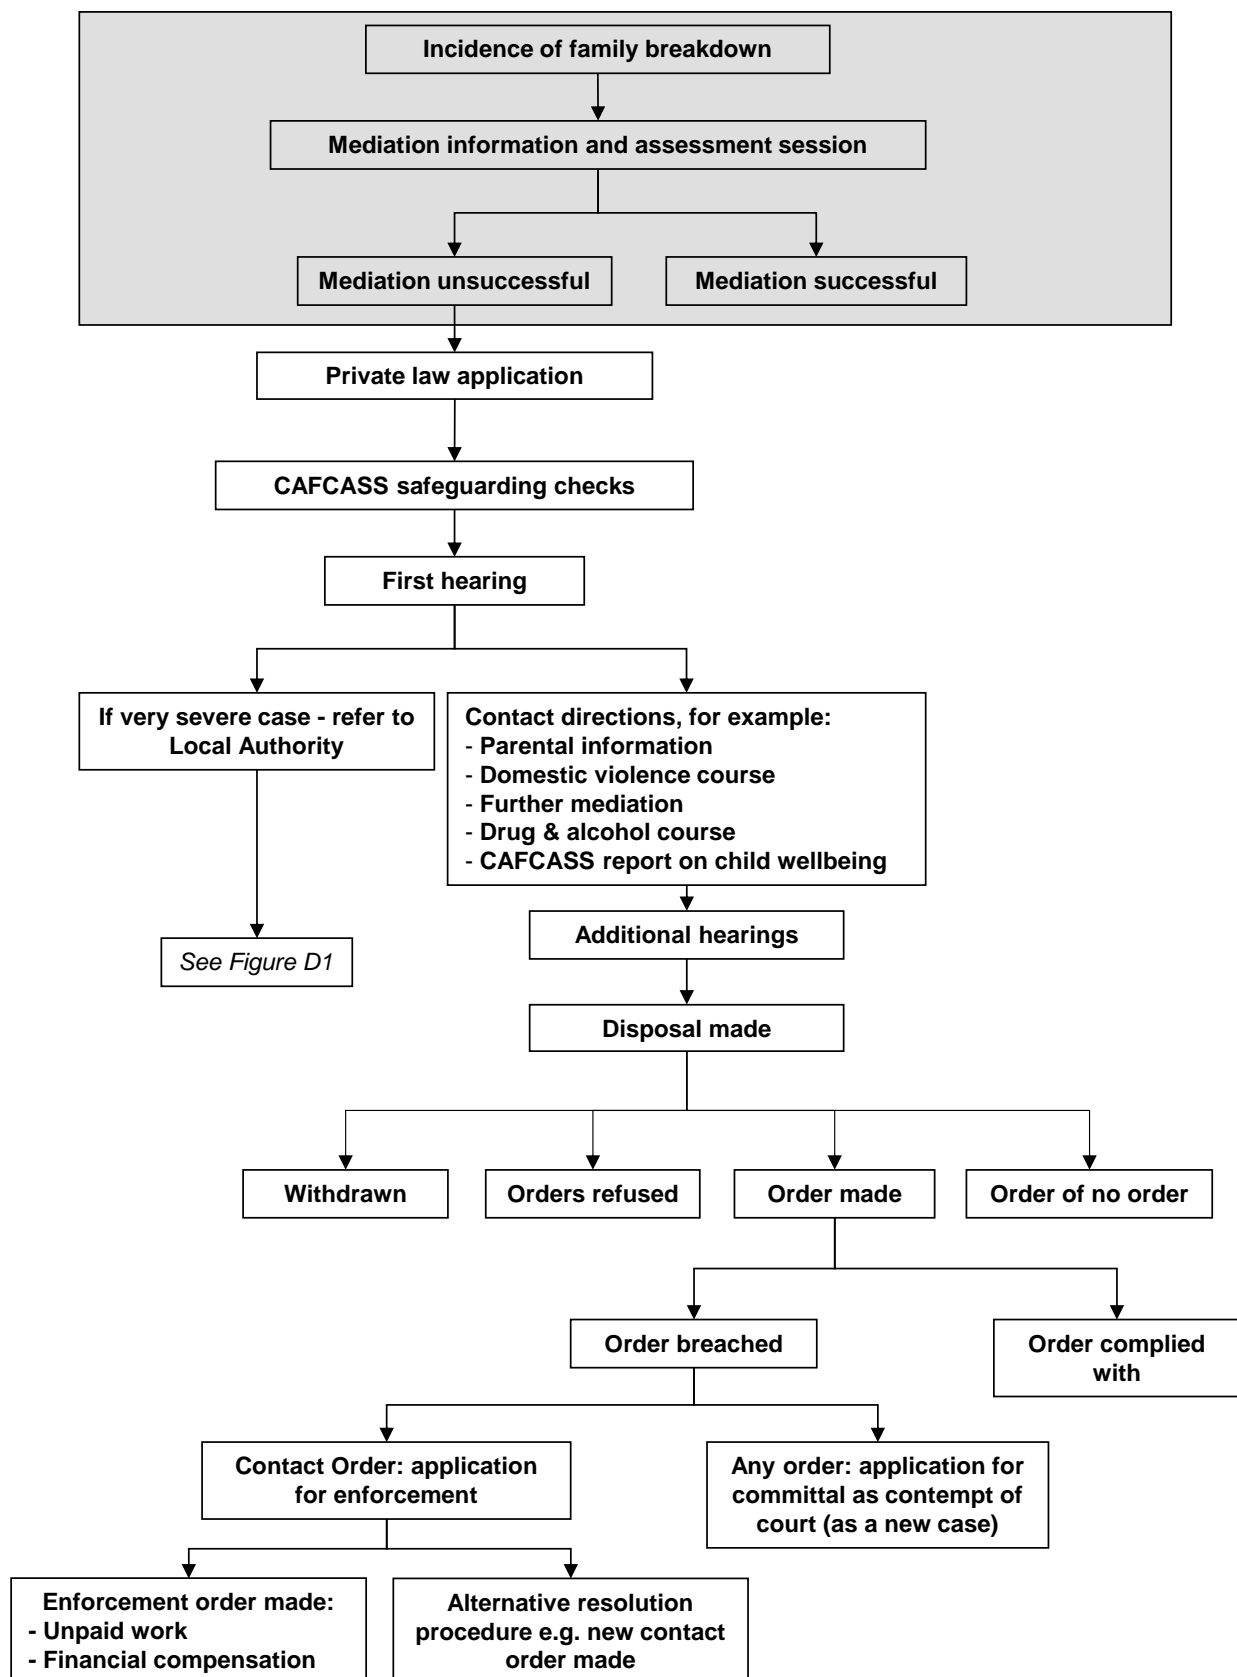 Incidence of family breakdown
Mediation information and assessment session
Mediation unsuccessful
Mediation successful
Private law application
CAFCASS safeguarding checks
First hearing
If very severe case - refer to
Local Authority
Contact directions, for example:
- Parental information
- Domestic violence course
- Further mediation
- Drug & alcohol course
- CAFCASS report on child wellbeing
See Figure D1
Additional hearings
Disposal made
Withdrawn
Orders refused
Order made
Order of no order
Order breached
Order complied
with
Contact Order: application
for enforcement
Any order: application for
committal as contempt of
court (as a new case)
Enforcement order made:
- Unpaid work
- Financial compensation
Alternative resolution
procedure e.g. new contact
order made